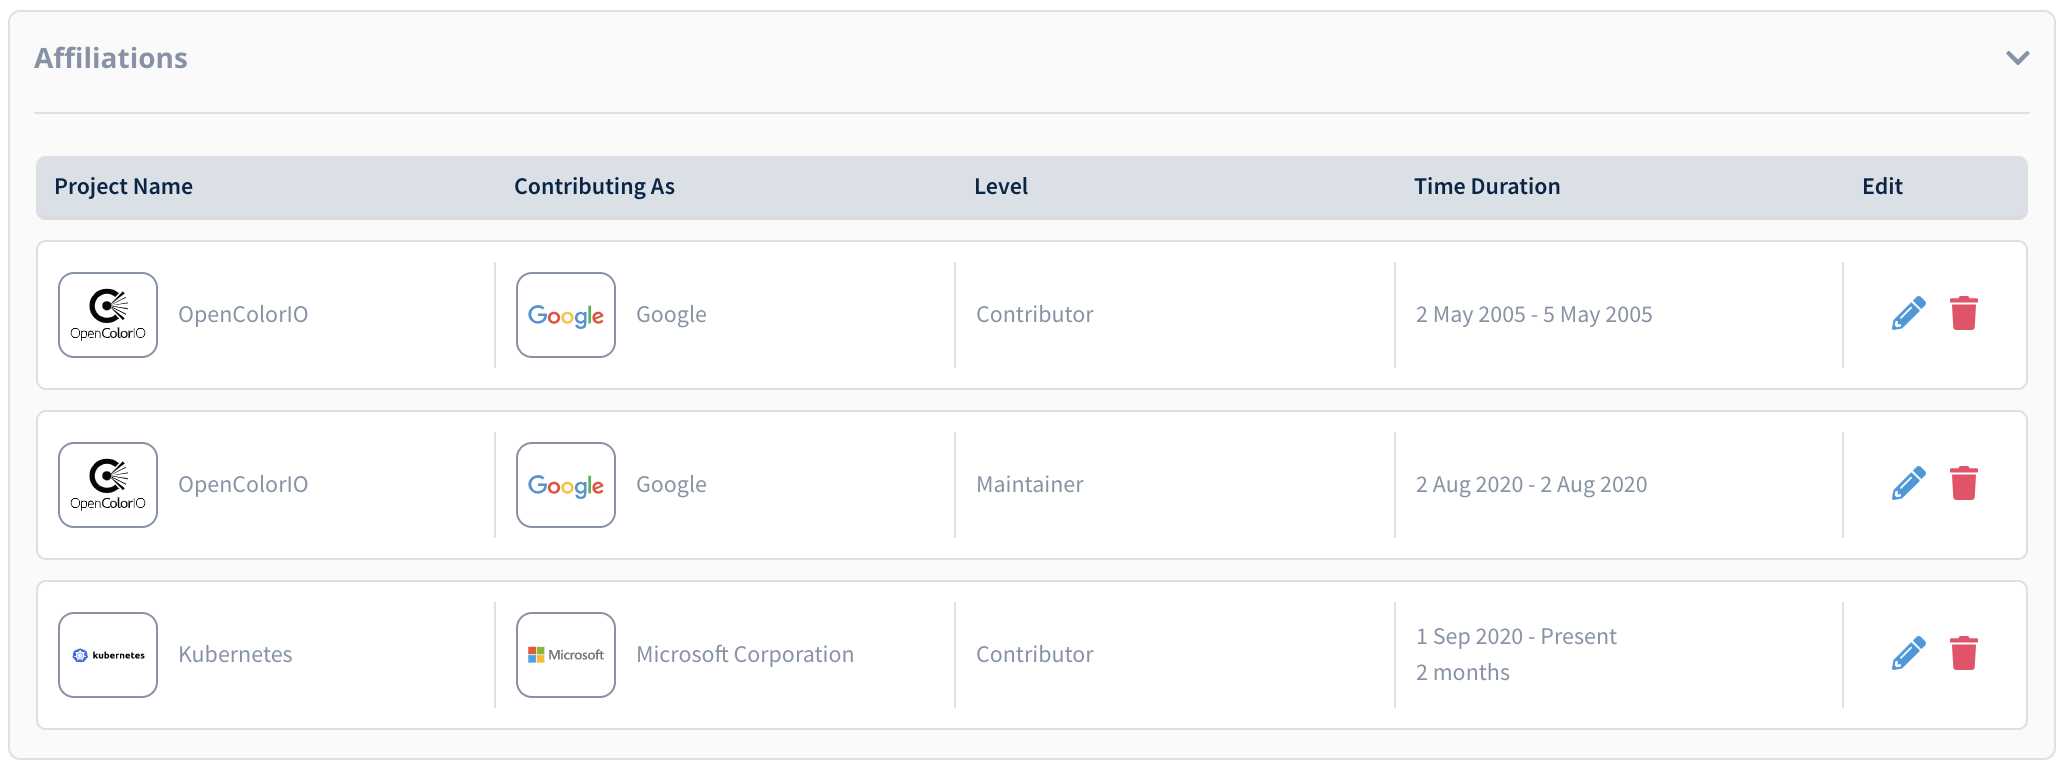 Affiliations
Project Name Contributing As Level Time Duration Edit
OpenColorIO OpenColorIO Google Google Contributor 2 May 2005 - 5 May 2005
OpenColorIO OpenColorIO Google Google Maintainer 2 Aug 2020 - 2 Aug 2020
kubernetes Kubernetes Microsoft Microsoft Corporation Contributor 1 Sep 2020 - Present
2 months